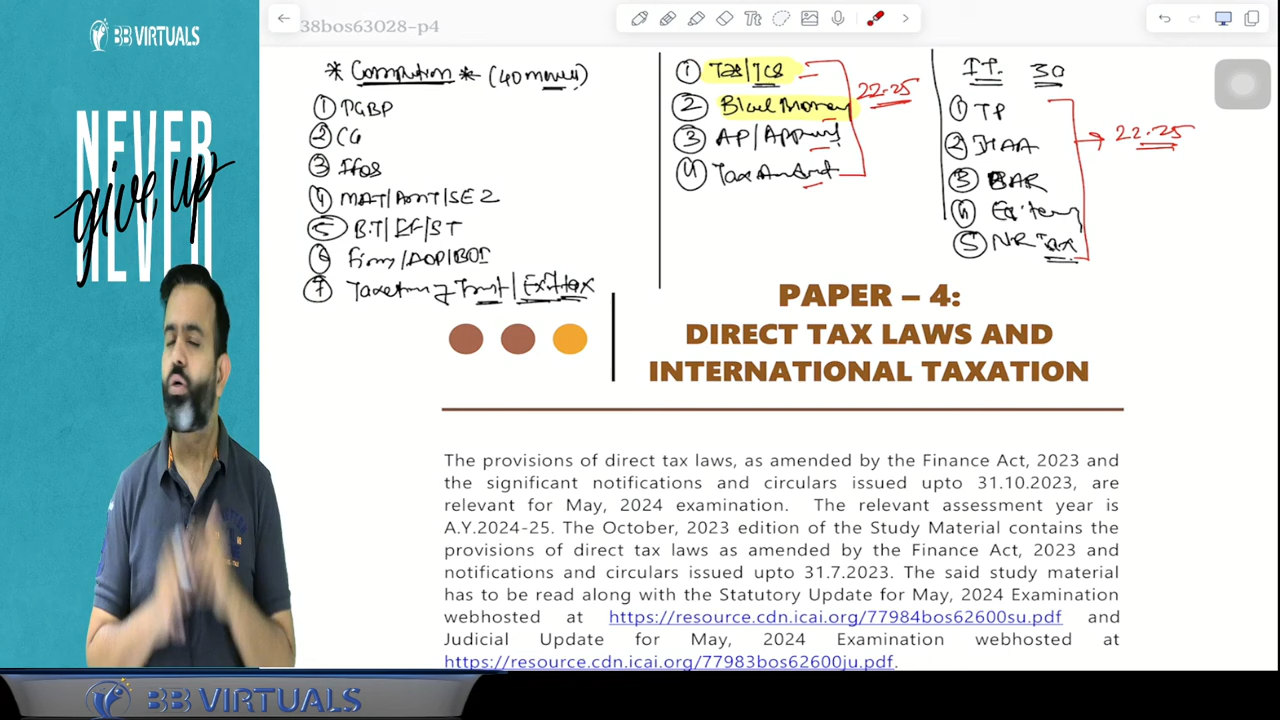 BB VIRTUALS
NEVER
give up
NEVER
38bos63028-p4
* Computation * (40 marks)
① PGBP
② CG
③ IFOS
④ MAT/AMT/SEZ
⑤ BT/IF/ST
⑥ Firm/AOP/BOI
⑦ Taxation of Trust | Exit tax
① TDS/TCS
② Black Money
③ AP/Appeal
④ Tax Audit
22-25
I.T. 30
① TP
②
③ BAR
④
⑤ NR Tax
22-25
PAPER – 4:
DIRECT TAX LAWS AND
INTERNATIONAL TAXATION
The provisions of direct tax laws, as amended by the Finance Act, 2023 and
the significant notifications and circulars issued upto 31.10.2023, are
relevant for May, 2024 examination. The relevant assessment year is
A.Y.2024-25. The October, 2023 edition of the Study Material contains the
provisions of direct tax laws as amended by the Finance Act, 2023 and
notifications and circulars issued upto 31.7.2023. The said study material
has to be read along with the Statutory Update for May, 2024 Examination
webhosted at https://resource.cdn.icai.org/77984bos62600su.pdf and
Judicial Update for May, 2024 Examination webhosted at
https://resource.cdn.icai.org/77983bos62600ju.pdf.
BB VIRTUALS